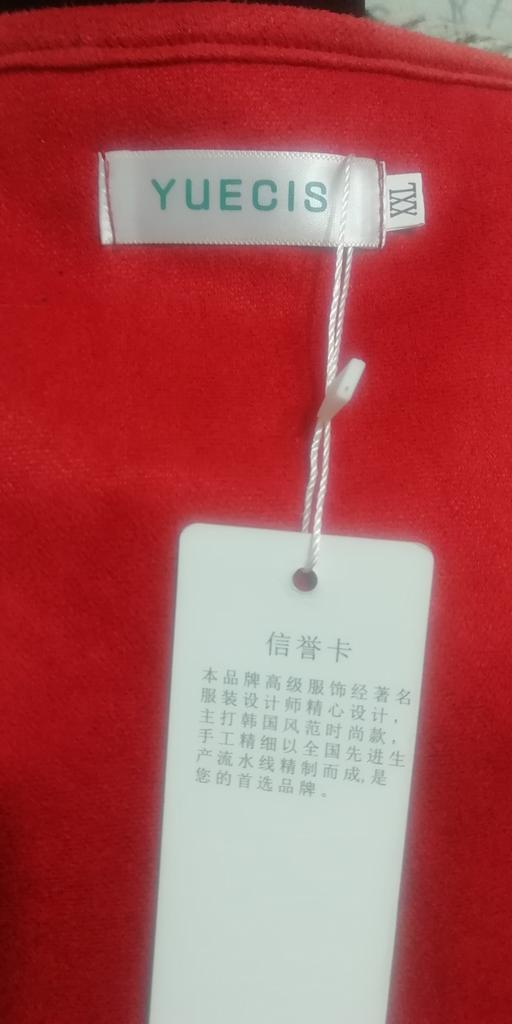 YUECIS
XXL
信誉卡
本品牌高级服饰经著名
服装设计师精心设计，
主打韩国风范时尚款，
手工精细以全国先进生
产流水线精制而成,是
您的首选品牌。